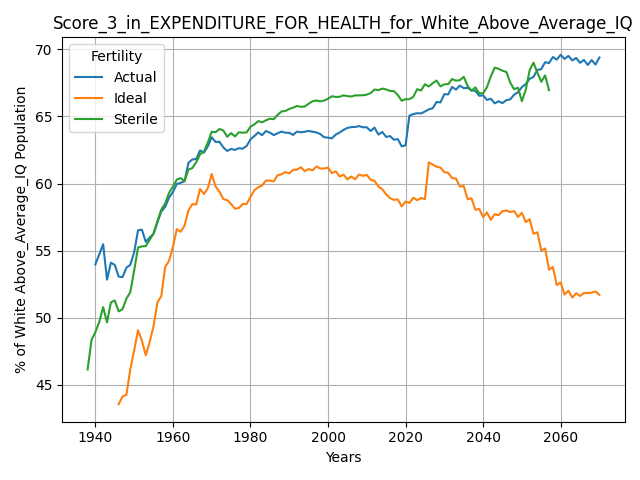 Score_3_in_EXPENDITURE_FOR_HEALTH_for_White_Above_Average_IQ
Fertility
Actual
Ideal
Sterile
% of White Above_Average_IQ Population
70
65
60
55
50
45
1940 1960 1980 2000 2020 2040 2060
Years